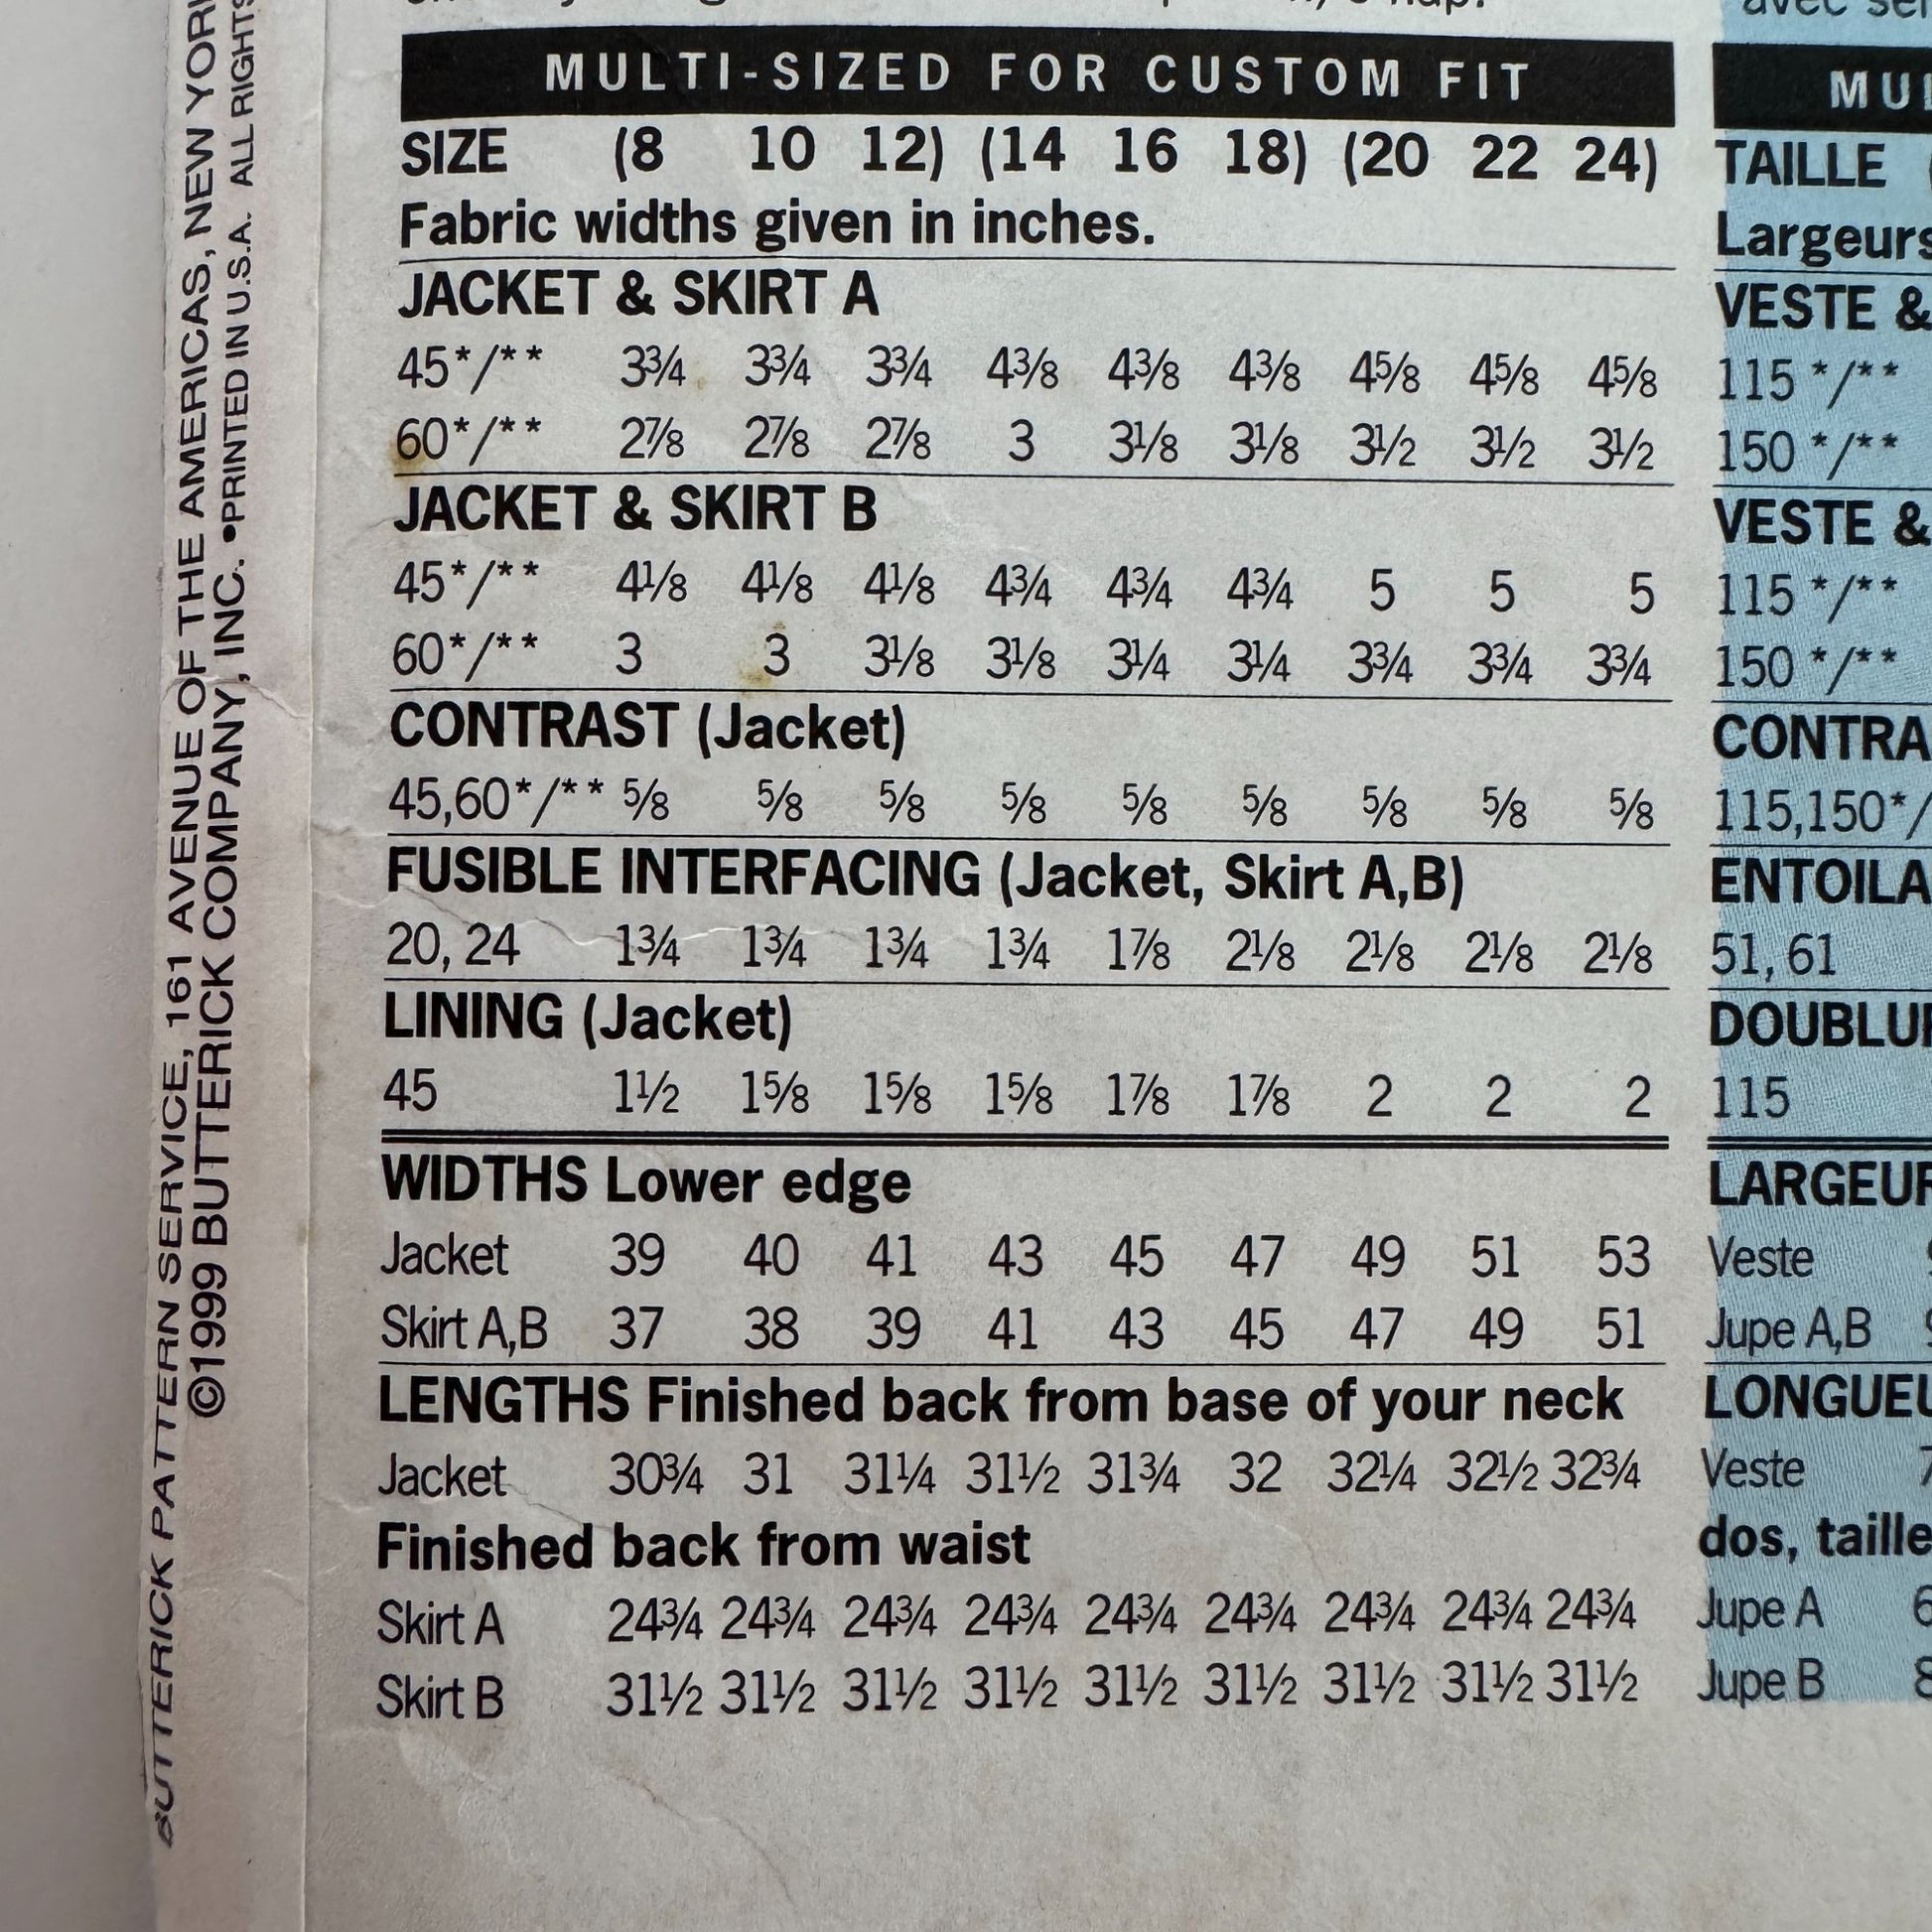 MULTI-SIZED FOR CUSTOM FIT
SIZE (8 10 12) (14 16 18) (20 22 24)
Fabric widths given in inches.
JACKET & SKIRT A
45*/** 3¾ 3¾ 3¾ 4⅜ 4⅜ 4⅜ 4⅝ 4⅝ 4⅝
60*/** 2⅞ 2⅞ 2⅞ 3 3⅛ 3⅛ 3½ 3½ 3½
JACKET & SKIRT B
45*/** 4⅛ 4⅛ 4⅛ 4¾ 4¾ 4¾ 5 5 5
60*/** 3 3 3⅛ 3⅛ 3¼ 3¼ 3¾ 3¾ 3¾
CONTRAST (Jacket)
45,60*/** ⅝ ⅝ ⅝ ⅝ ⅝ ⅝ ⅝ ⅝ ⅝
FUSIBLE INTERFACING (Jacket, Skirt A,B)
20, 24 1¾ 1¾ 1¾ 1¾ 1⅞ 2⅛ 2⅛ 2⅛ 2⅛
LINING (Jacket)
45 1½ 1⅝ 1⅝ 1⅝ 1⅞ 1⅞ 2 2 2
WIDTHS Lower edge
Jacket 39 40 41 43 45 47 49 51 53
Skirt A,B 37 38 39 41 43 45 47 49 51
LENGTHS Finished back from base of your neck
Jacket 30¾ 31 31¼ 31½ 31¾ 32 32¼ 32½ 32¾
Finished back from waist
Skirt A 24¾ 24¾ 24¾ 24¾ 24¾ 24¾ 24¾ 24¾ 24¾
Skirt B 31½ 31½ 31½ 31½ 31½ 31½ 31½ 31½ 31½
avec
MUL
TAILLE (
Largeurs
VESTE &
115 */**
150 */**
VESTE &
115 */**
150 */**
CONTRA
115,150*/
ENTOILA
51, 61
DOUBLU
115
LARGEUR
Veste
Jupe A,B
LONGUEU
Veste 7
dos, taille
Jupe A 6
Jupe B 8
BUTTERICK PATTERN SERVICE, 161 AVENUE OF THE AMERICAS, NEW YORK
©1999 BUTTERICK COMPANY, INC. •PRINTED IN U.S.A. ALL RIGHTS